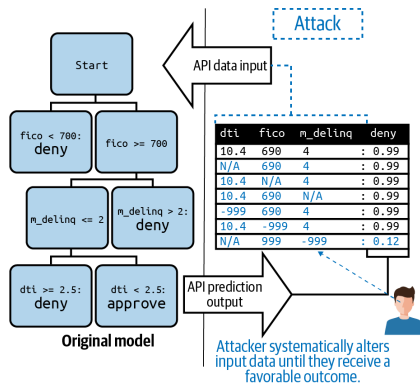 Attack
Start
API data input
fico < 700:
deny
fico >= 700
m_delinq <= 2
m_delinq > 2:
deny
dti >= 2.5:
deny
dti < 2.5:
approve
Original model
dti fico m_delinq deny
10.4 690 4 : 0.99
N/A 690 4 : 0.99
10.4 N/A 4 : 0.99
10.4 690 N/A : 0.99
-999 690 4 : 0.99
10.4 -999 4 : 0.99
N/A 999 -999 : 0.12
API prediction
output
Attacker systematically alters
input data until they receive a
favorable outcome.